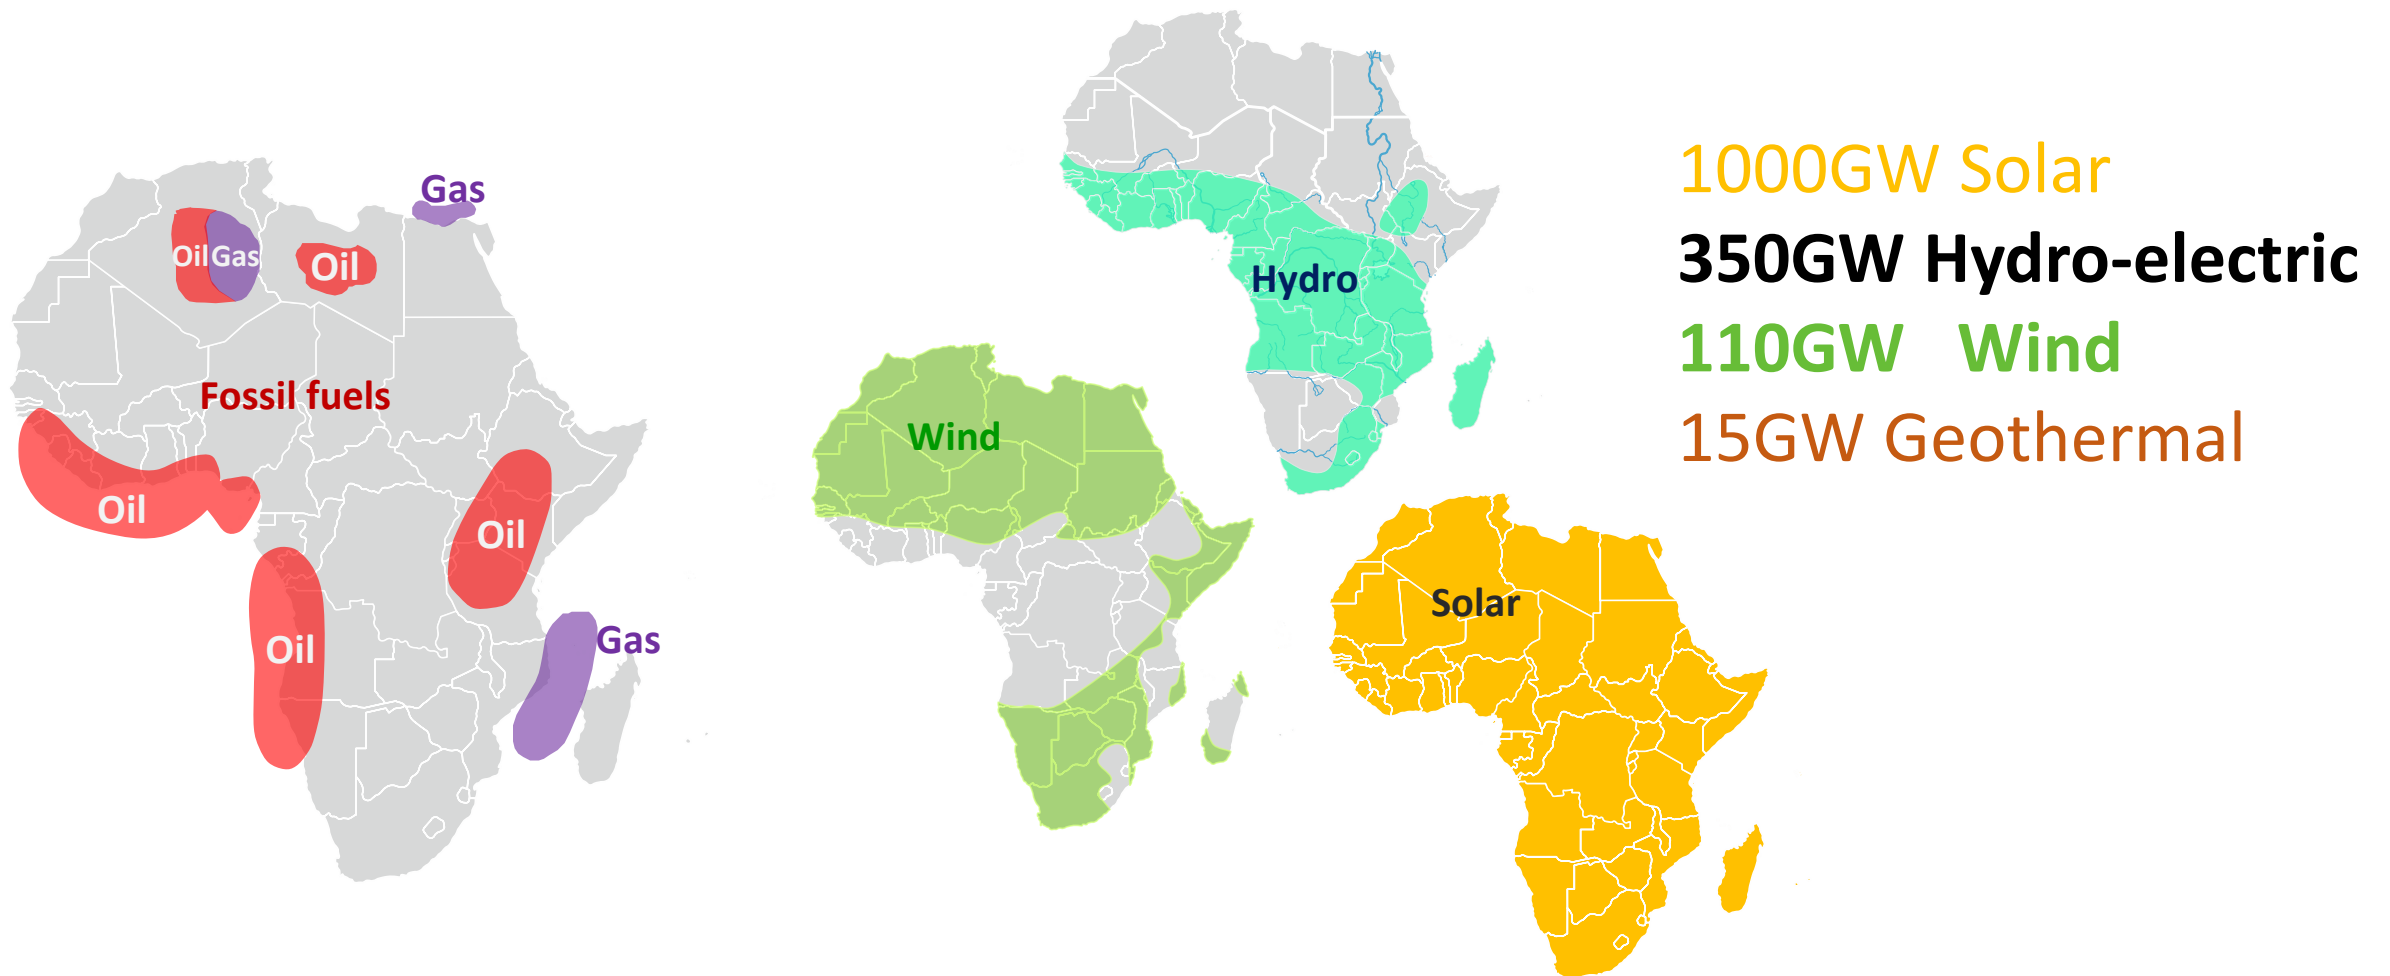 Gas
Oil Gas
Oil
Fossil fuels
Oil
Oil
Oil
Gas
Wind
Hydro
Solar
1000GW Solar
350GW Hydro-electric
110GW Wind
15GW Geothermal